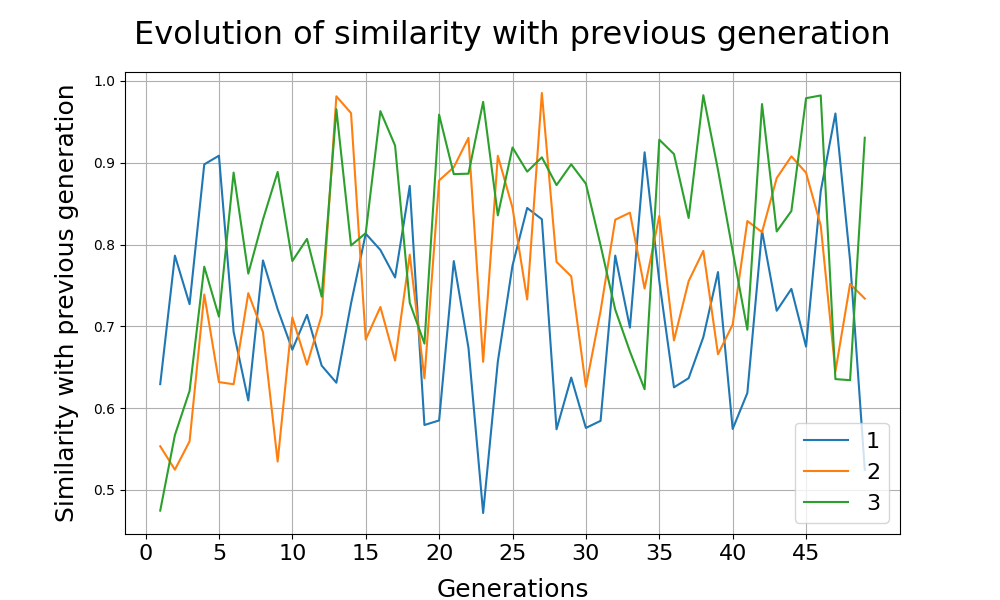 Evolution of similarity with previous generation
Similarity with previous generation
1.0
0.9
0.8
0.7
0.6
0.5
0 5 10 15 20 25 30 35 40 45
Generations
1
2
3